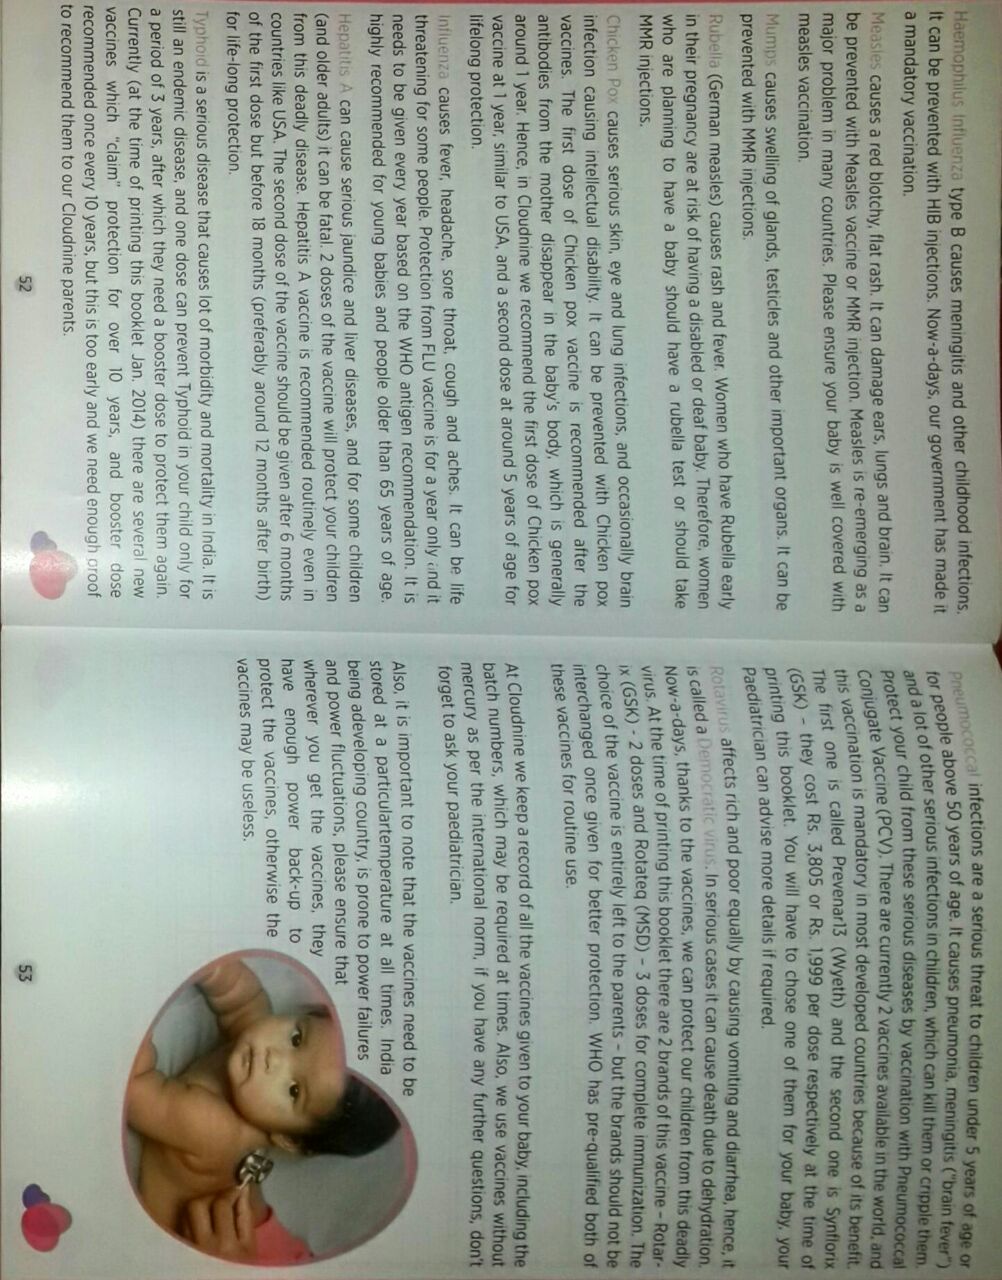 Haemophilus Influenza type B causes meningitis and other childhood infections.
It can be prevented with HIB injections. Now-a-days, our government has made it
a mandatory vaccination.
Measles causes a red blotchy, flat rash. It can damage ears, lungs and brain. It can
be prevented with Measles vaccine or MMR injection. Measles is re-emerging as a
major problem in many countries. Please ensure your baby is well covered with
measles vaccination.
Mumps causes swelling of glands, testicles and other important organs. It can be
prevented with MMR injections.
Rubella (German measles) causes rash and fever. Women who have Rubella early
in their pregnancy are at risk of having a disabled or deaf baby. Therefore, women
who are planning to have a baby should have a rubella test or should take
MMR injections.
Chicken Pox causes serious skin, eye and lung infections, and occasionally brain
infection causing intellectual disability. It can be prevented with Chicken pox
vaccines. The first dose of Chicken pox vaccine is recommended after the
antibodies from the mother disappear in the baby's body, which is generally
around 1 year. Hence, in Cloudnine we recommend the first dose of Chicken pox
vaccine at 1 year, similar to USA, and a second dose at around 5 years of age for
lifelong protection.
Influenza causes fever, headache, sore throat, cough and aches. It can be life
threatening for some people. Protection from FLU vaccine is for a year only and it
needs to be given every year based on the WHO antigen recommendation. It is
highly recommended for young babies and people older than 65 years of age.
Hepatitis A can cause serious jaundice and liver diseases, and for some children
(and older adults) it can be fatal. 2 doses of the vaccine will protect your children
from this deadly disease. Hepatitis A vaccine is recommended routinely even in
countries like USA. The second dose of the vaccine should be given after 6 months
of the first dose but before 18 months (preferably around 12 months after birth)
for life-long protection.
Typhoid is a serious disease that causes lot of morbidity and mortality in India. It is
still an endemic disease, and one dose can prevent Typhoid in your child only for
a period of 3 years, after which they need a booster dose to protect them again.
Currently (at the time of printing this booklet Jan. 2014) there are several new
vaccines which "claim" protection for over 10 years, and booster dose
recommended once every 10 years, but this is too early and we need enough proof
to recommend them to our Cloudnine parents.
52
Pneumococcal infections are a serious threat to children under 5 years of age or
for people above 50 years of age. It causes pneumonia, meningitis ("brain fever")
and a lot of other serious infections in children, which can kill them or cripple them.
Protect your child from these serious diseases by vaccination with Pneumococcal
Conjugate Vaccine (PCV). There are currently 2 vaccines available in the world, and
this vaccination is mandatory in most developed countries because of its benefit.
The first one is called Prevenar13 (Wyeth) and the second one is Synflorix
(GSK) - they cost Rs. 3,805 or Rs. 1,999 per dose respectively at the time of
printing this booklet. You will have to chose one of them for your baby, your
Paediatrician can advise more details if required.
Rotavirus affects rich and poor equally by causing vomiting and diarrhea, hence, it
is called a Democratic virus. In serious cases it can cause death due to dehydration.
Now-a-days, thanks to the vaccines, we can protect our children from this deadly
virus. At the time of printing this booklet there are 2 brands of this vaccine - Rotar-
ix (GSK) - 2 doses and Rotateq (MSD) - 3 doses for complete immunization. The
choice of the vaccine is entirely left to the parents - but the brands should not be
interchanged once given for better protection. WHO has pre-qualified both of
these vaccines for routine use.
At Cloudnine we keep a record of all the vaccines given to your baby, including the
batch numbers, which may be required at times. Also, we use vaccines without
mercury as per the international norm, if you have any further questions, don't
forget to ask your paediatrician.
Also, it is important to note that the vaccines need to be
stored at a particulartemperature at all times. India
being adeveloping country, is prone to power failures
and power fluctuations, please ensure that
wherever you get the vaccines, they
have enough power back-up to
protect the vaccines, otherwise the
vaccines may be useless.
53